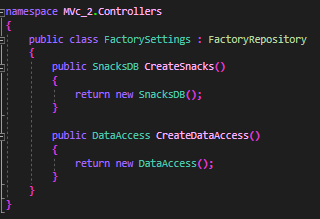 namespace MVc_2.Controllers
{
public class FactorySettings : FactoryRepository
{
public SnacksDB CreateSnacks()
{
return new SnacksDB();
}
public DataAccess CreateDataAccess()
{
return new DataAccess();
}
}
}